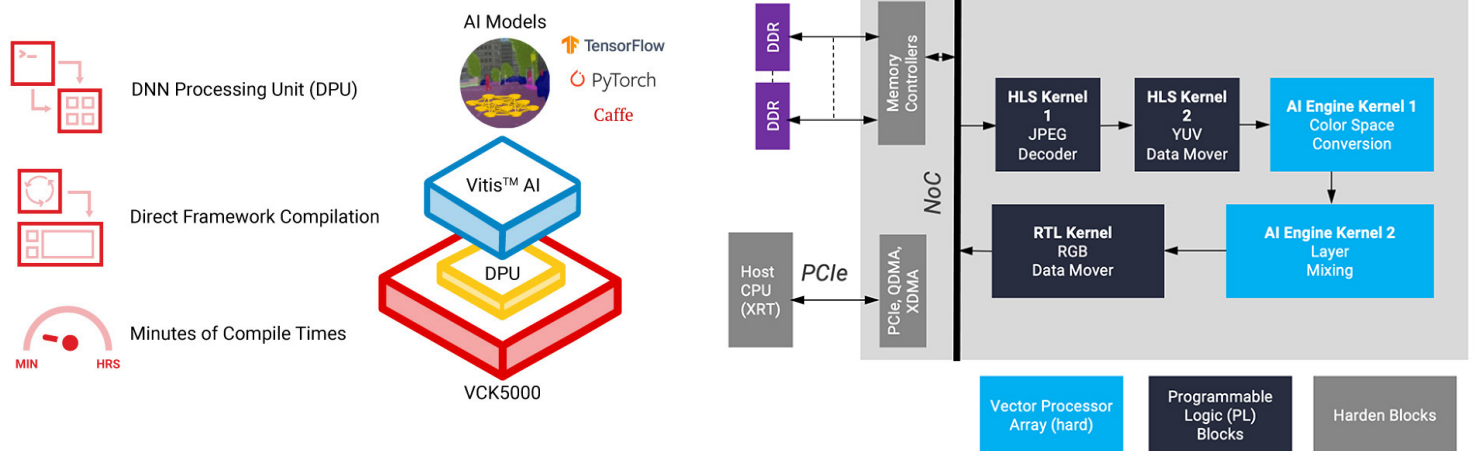 AI Models
TensorFlow
PyTorch
Caffe
DNN Processing Unit (DPU)
Vitis™ AI
Direct Framework Compilation
DPU
Minutes of Compile Times
MIN
HRS
VCK5000
DDR
DDR
Memory
Controllers
NoC
HLS Kernel
1
JPEG
Decoder
HLS Kernel
2
YUV
Data Mover
AI Engine Kernel 1
Color Space
Conversion
RTL Kernel
RGB
Data Mover
AI Engine Kernel 2
Layer
Mixing
Host
CPU
(XRT)
PCIe
PCIe, QDMA,
XDMA
Vector Processor
Array (hard)
Programmable
Logic (PL)
Blocks
Harden Blocks